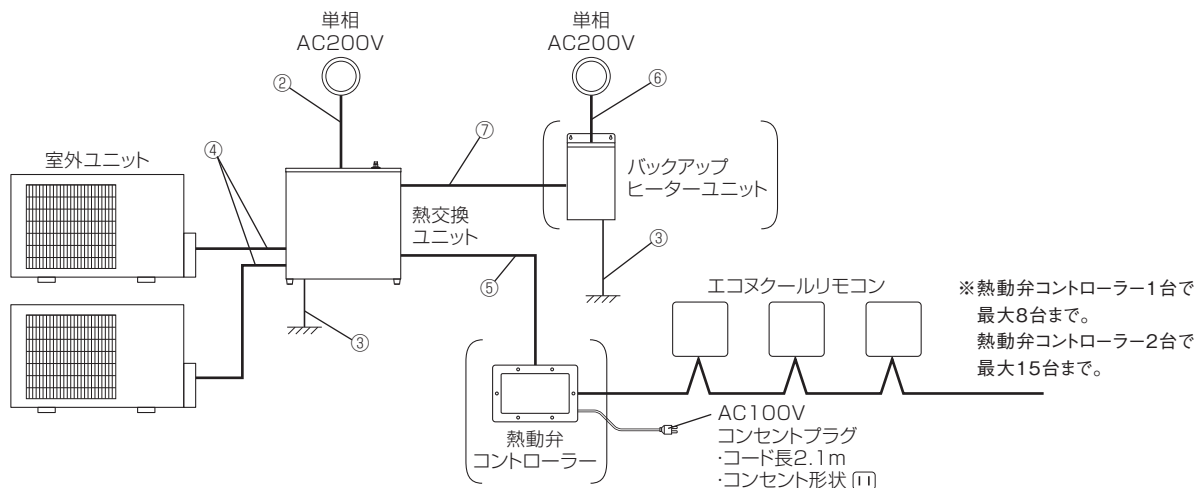 単相
AC200V
②
単相
AC200V
⑥
室外ユニット
④
⑦
バックアップ
ヒーターユニット
熱交換
ユニット
③
⑤
③
エコヌクールリモコン
※熱動弁コントローラー1台で
最大8台まで。
熱動弁コントローラー2台で
最大15台まで。
熱動弁
コントローラー
AC100V
コンセントプラグ
・コード長2.1m
・コンセント形状